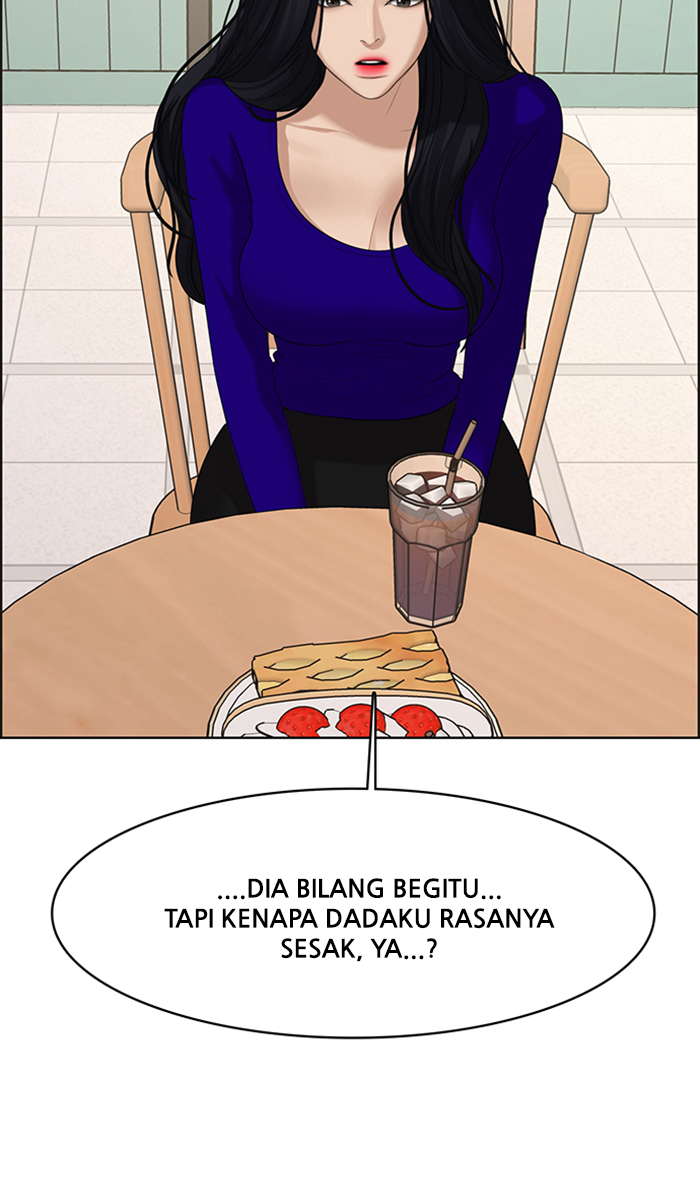 ....DIA BILANG BEGITU...
TAPI KENAPA DADAKU RASANYA
SESAK, YA...?